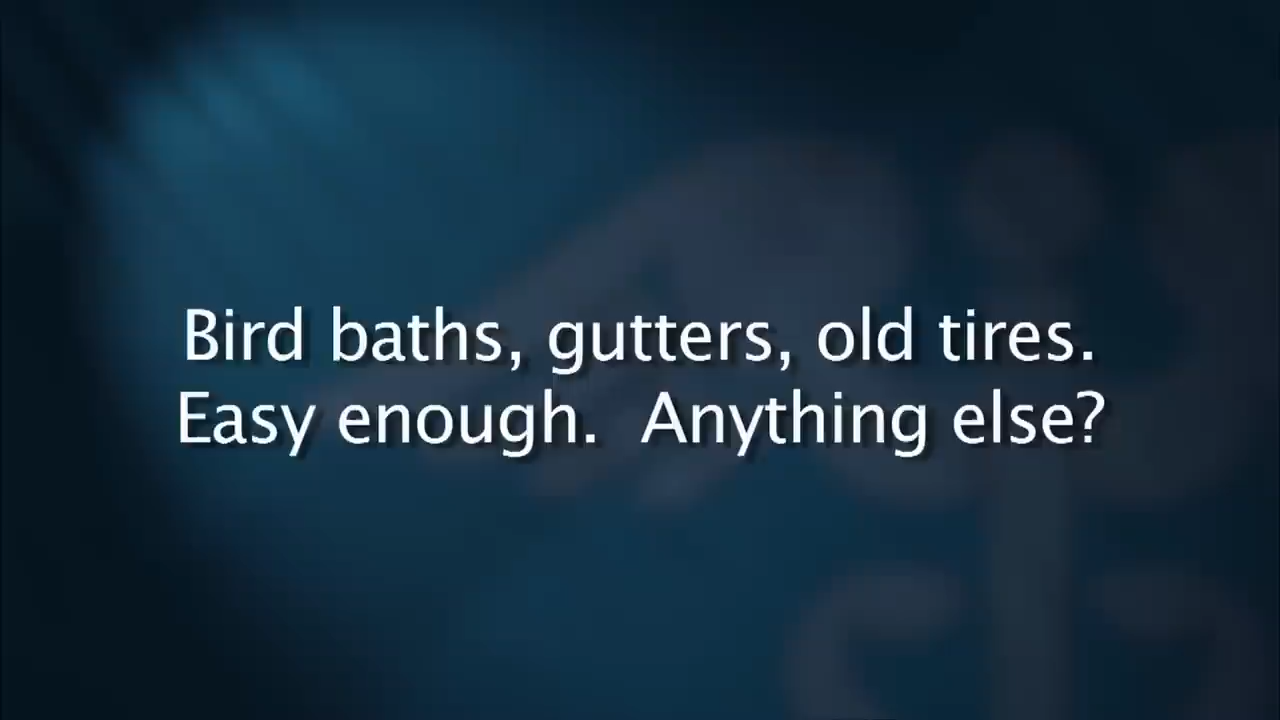 Bird baths, gutters, old tires.
Easy enough.  Anything else?